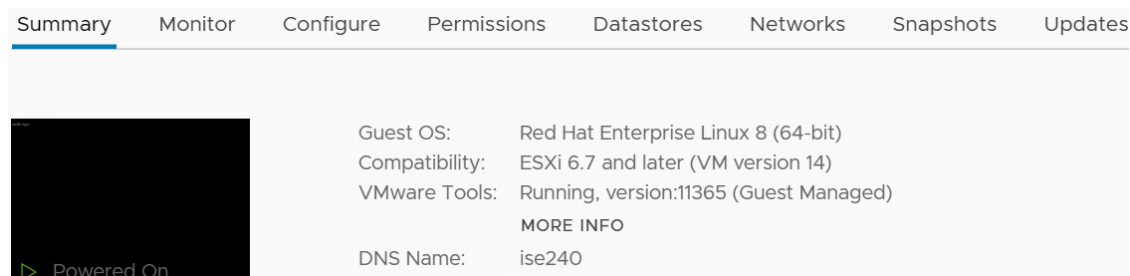 Summary Monitor Configure Permissions Datastores Networks Snapshots Updates
Guest OS: Red Hat Enterprise Linux 8 (64-bit)
Compatibility: ESXi 6.7 and later (VM version 14)
VMware Tools: Running, version:11365 (Guest Managed)
MORE INFO
DNS Name: ise240
Powered On